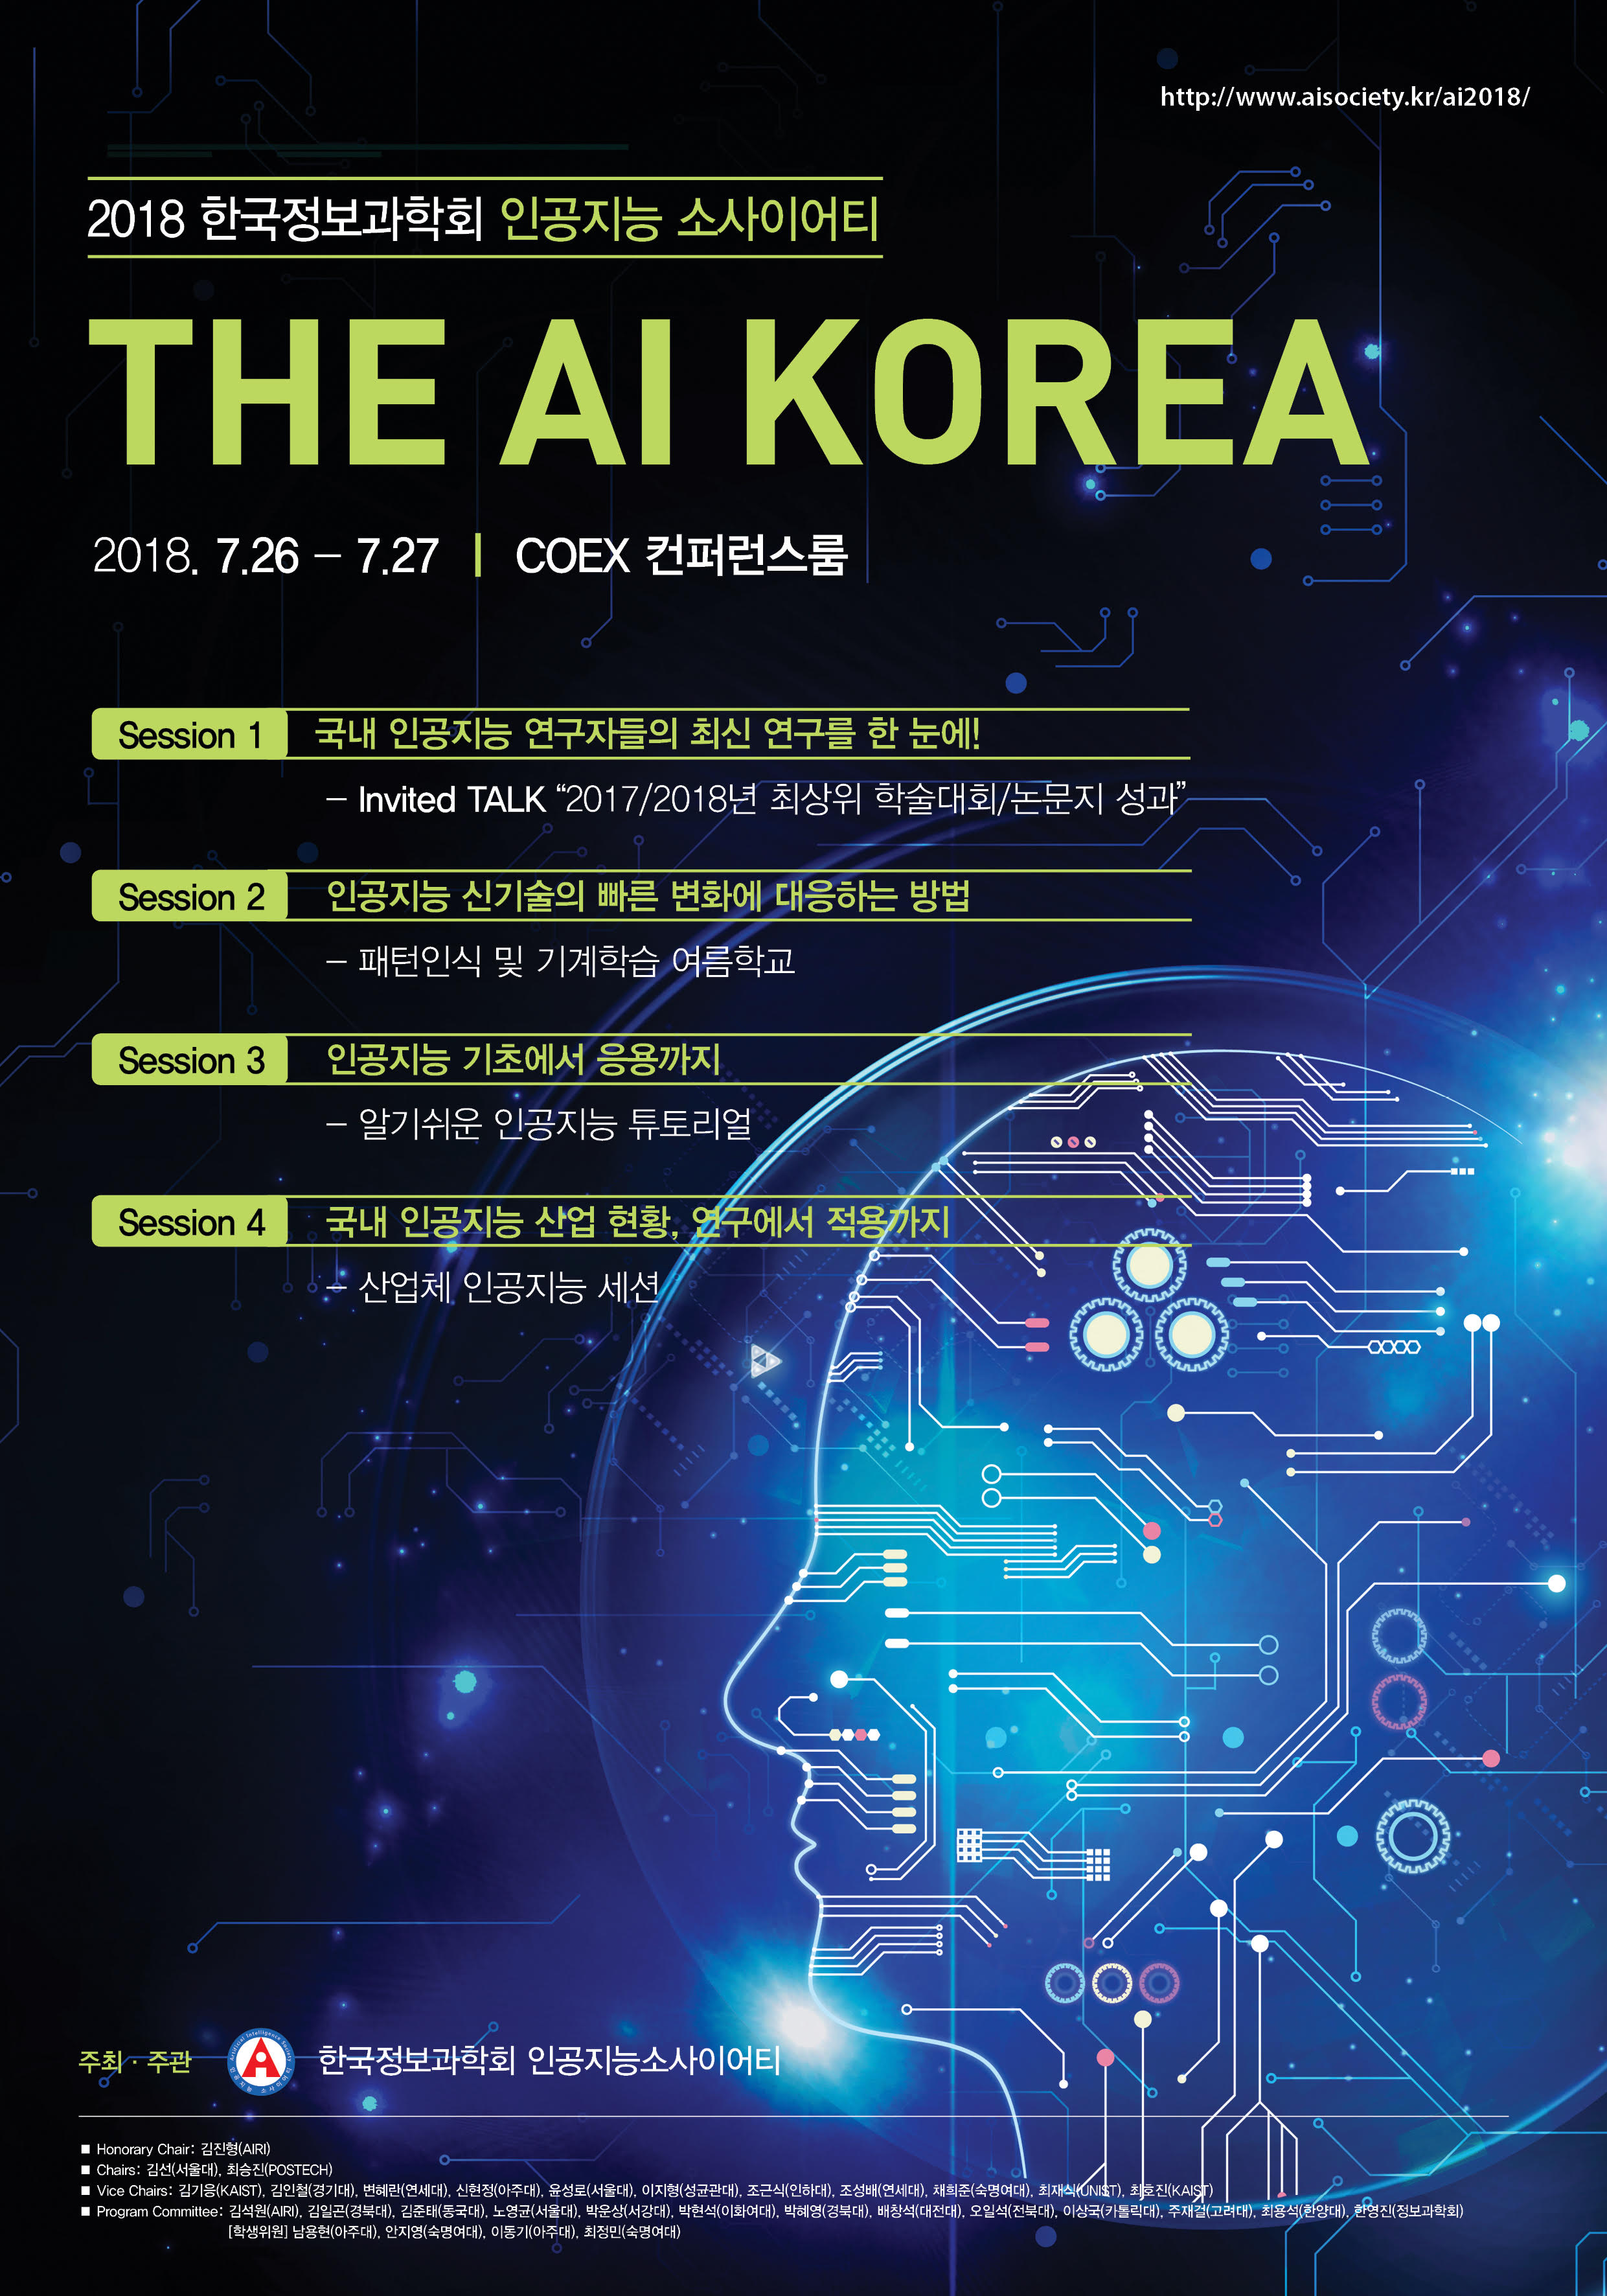 http://www.aisociety.kr/ai2018/
2018 한국정보과학회 인공지능 소사이어티
THE AI KOREA
2018. 7.26 – 7.27 | COEX 컨퍼런스룸
Session 1 국내 인공지능 연구자들의 최신 연구를 한 눈에!
– Invited TALK “2017/2018년 최상위 학술대회/논문지 성과”
Session 2 인공지능 신기술의 빠른 변화에 대응하는 방법
– 패턴인식 및 기계학습 여름학교
Session 3 인공지능 기초에서 응용까지
– 알기쉬운 인공지능 튜토리얼
Session 4 국내 인공지능 산업 현황, 연구에서 적용까지
– 산업체 인공지능 세션
주최 · 주관 Artificial Intelligence Society A 인공지능 소사이어티 한국정보과학회 인공지능소사이어티
■ Honorary Chair: 김진형(AIRI)
■ Chairs: 김선(서울대), 최승진(POSTECH)
■ Vice Chairs: 김기응(KAIST), 김인철(경기대), 변혜란(연세대), 신현정(아주대), 윤성로(서울대), 이지형(성균관대), 조근식(인하대), 조성배(연세대), 채희준(숙명여대), 최재식(UNIST), 최호진(KAIST)
■ Program Committee: 김석원(AIRI), 김일곤(경북대), 김준태(동국대), 노영균(서울대), 박운상(서강대), 박현석(이화여대), 박혜영(경북대), 배창석(대전대), 오일석(전북대), 이상국(카톨릭대), 주재걸(고려대), 최용석(한양대), 한영진(정보과학회)
[학생위원] 남용현(아주대), 안지영(숙명여대), 이동기(아주대), 최정민(숙명여대)